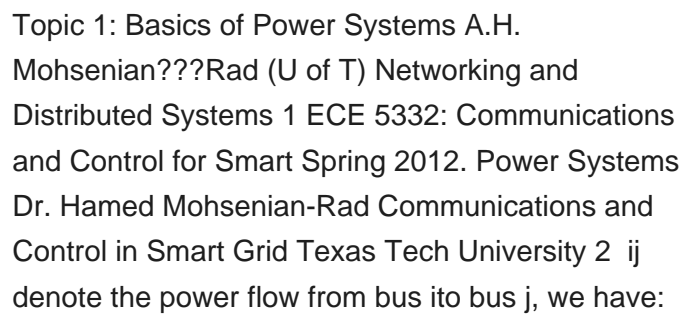 Topic 1: Basics of Power Systems A.H.
Mohsenian???Rad (U of T) Networking and
Distributed Systems 1 ECE 5332: Communications
and Control for Smart Spring 2012. Power Systems
Dr. Hamed Mohsenian-Rad Communications and
Control in Smart Grid Texas Tech University 2 ij
denote the power flow from bus ito bus j, we have: